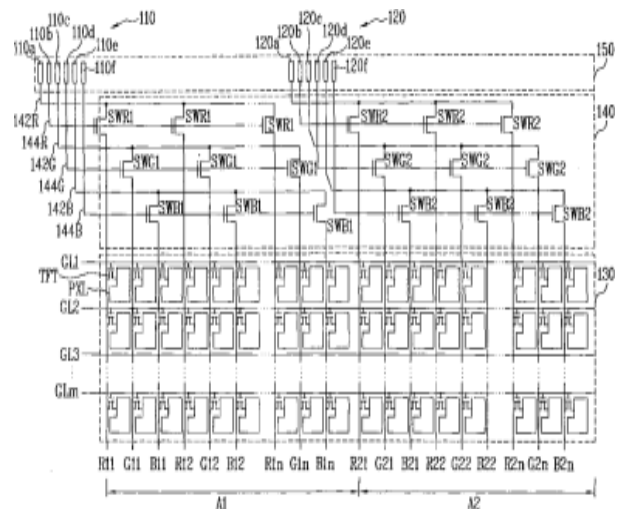 110 120
110a 110b 110c 110d 110e 110f
120a 120b 120c 120d 120e 120f
150
140
142R
144R
142G
144G
142B
144B
SWR1 SWR1 SWR1 SWR2 SWR2 SWR2
SWG1 SWG1 SWG1 SWG2 SWG2 SWG2
SWB1 SWB1 SWB1 SWB2 SWB2 SWB2
GL1
TFT
PXL
GL2
GL3
GLm
130
R11 G11 B11 R12 G12 B12 R1n G1n B1n R21 G21 B21 R22 G22 B22 R2n G2n B2n
A1 A2